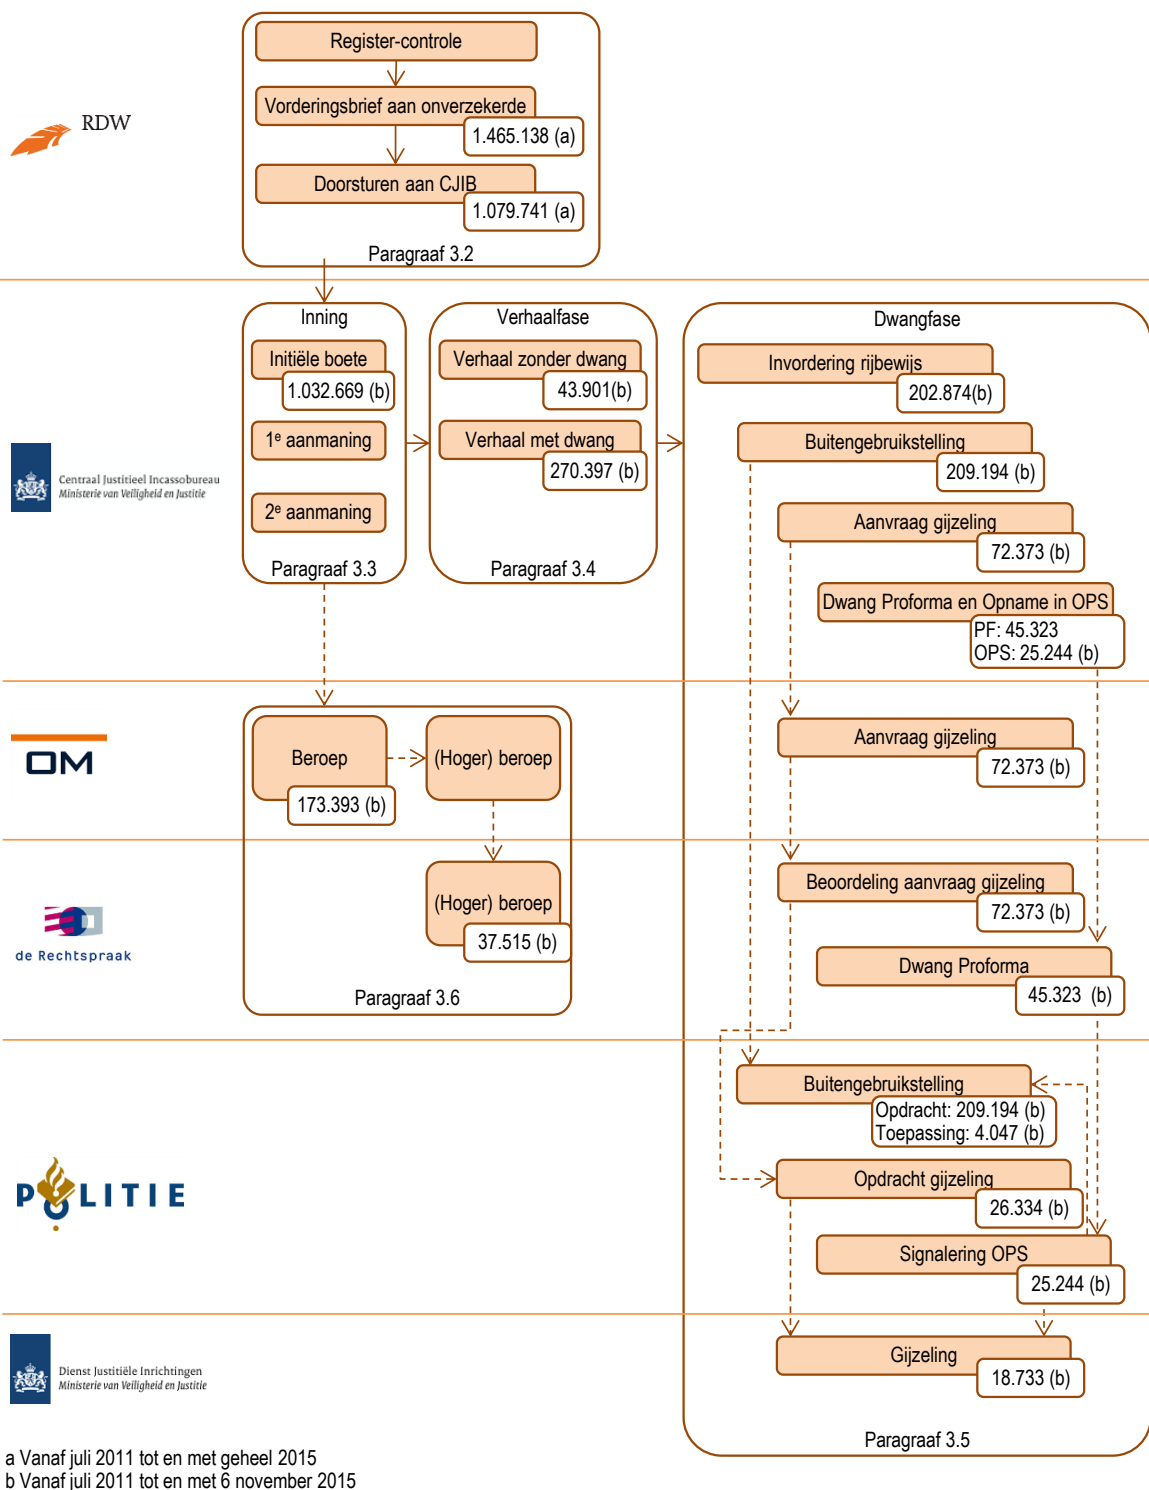 Register-controle
Vorderingsbrief aan onverzekerde
1.465.138 (a)
Doorsturen aan CJIB
1.079.741 (a)
Paragraaf 3.2
RDW
Inning
Initiële boete
1.032.669 (b)
1e aanmaning
2e aanmaning
Paragraaf 3.3
Verhaalfase
Verhaal zonder dwang
43.901(b)
Verhaal met dwang
270.397 (b)
Paragraaf 3.4
Dwangfase
Invordering rijbewijs
202.874(b)
Buitengebruikstelling
209.194 (b)
Aanvraag gijzeling
72.373 (b)
Dwang Proforma en Opname in OPS
PF: 45.323
OPS: 25.244 (b)
Centraal Justitieel Incassobureau
Ministerie van Veiligheid en Justitie
OM
Beroep
173.393 (b)
(Hoger) beroep
Aanvraag gijzeling
72.373 (b)
de Rechtspraak
(Hoger) beroep
37.515 (b)
Paragraaf 3.6
Beoordeling aanvraag gijzeling
72.373 (b)
Dwang Proforma
45.323 (b)
POLITIE
Buitengebruikstelling
Opdracht: 209.194 (b)
Toepassing: 4.047 (b)
Opdracht gijzeling
26.334 (b)
Signalering OPS
25.244 (b)
Dienst Justitiële Inrichtingen
Ministerie van Veiligheid en Justitie
Gijzeling
18.733 (b)
Paragraaf 3.5
a Vanaf juli 2011 tot en met geheel 2015
b Vanaf juli 2011 tot en met 6 november 2015